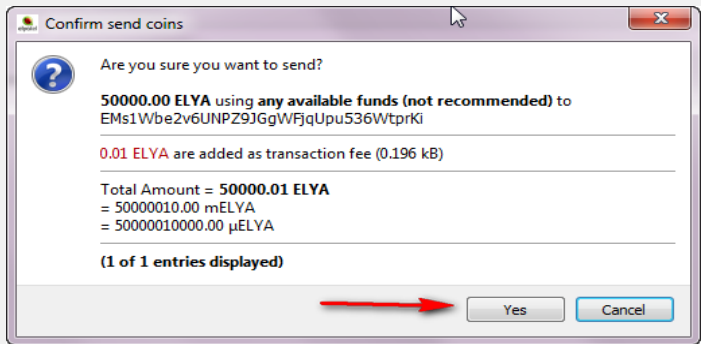 Confirm send coins
Are you sure you want to send?
50000.00 ELYA using any available funds (not recommended) to
EMs1Wbe2v6UNPZ9JGgWFjqUpu536WtprKi
0.01 ELYA are added as transaction fee (0.196 kB)
Total Amount = 50000.01 ELYA
= 50000010.00 mELYA
= 50000010000.00 μELYA
(1 of 1 entries displayed)
Yes
Cancel